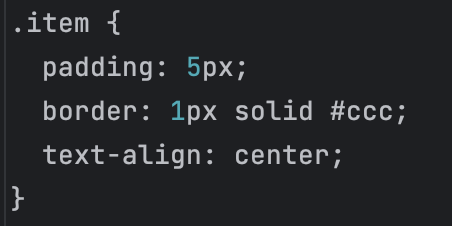 .item {
  padding: 5px;
  border: 1px solid #ccc;
  text-align: center;
}